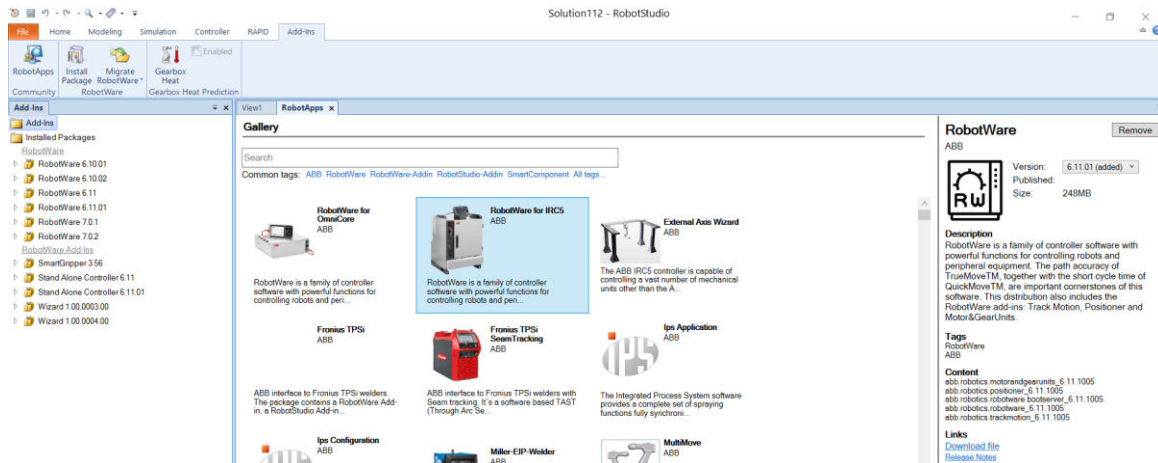 Solution112 - RobotStudio
File Home Modeling Simulation Controller RAPID Add-Ins
RobotApps
Install Package
Migrate RobotWare
Gearbox Heat
Enabled
Community RobotWare Gearbox Heat Prediction
Add-Ins
Add-Ins
Installed Packages
RobotWare
RobotWare 6.10.01
RobotWare 6.10.02
RobotWare 6.11
RobotWare 6.11.01
RobotWare 7.0.1
RobotWare 7.0.2
RobotWare Add-Ins
SmartGripper 3.56
Stand Alone Controller 6.11
Stand Alone Controller 6.11.01
Wizard 1.00.0003.00
Wizard 1.00.0004.00
View1 RobotApps x
Gallery
Search
Common tags: ABB RobotWare RobotWare-Addin RobotStudio-Addin SmartComponent All tags...
RobotWare for
OmniCore
ABB
RobotWare is a family of controller
software with powerful functions for
controlling robots and peri...
RobotWare for IRC5
ABB
RobotWare is a family of controller
software with powerful functions for
controlling robots and peri...
External Axis Wizard
ABB
The ABB IRC5 controller is capable of
controlling a vast number of mechanical
units other than the A...
Fronius TPSi
ABB
ABB interface to Fronius TPSi welders.
The package contains a RobotWare Add-
in, a RobotStudio Add-in...
Fronius TPSi
SeamTracking
ABB
ABB interface to Fronius TPSi welders with
Seam tracking. It's a software based TAST
(Through Arc Se...
Ips Application
ABB
IPS
The Integrated Process System software
provides a complete set of spraying
functions fully synchroni...
Ips Configuration
ABB
Miller-EIP-Welder
ABB
MultiMove
ABB
RobotWare
Remove
ABB
RW
Version: 6.11.01 (added)
Published:
Size: 248MB
Description
RobotWare is a family of controller software with
powerful functions for controlling robots and
peripheral equipment. The path accuracy of
TrueMoveTM, together with the short cycle time of
QuickMoveTM, are important cornerstones of this
software. This distribution also includes the
RobotWare add-ins: Track Motion, Positioner and
Motor&GearUnits.
Tags
RobotWare
ABB
Content
abb.robotics.motorandgearunits_6.11.1005
abb.robotics.positioner_6.11.1005
abb.robotics.robotware.bootserver_6.11.1005
abb.robotics.robotware_6.11.1005
abb.robotics.trackmotion_6.11.1005
Links
Download file
Release Notes